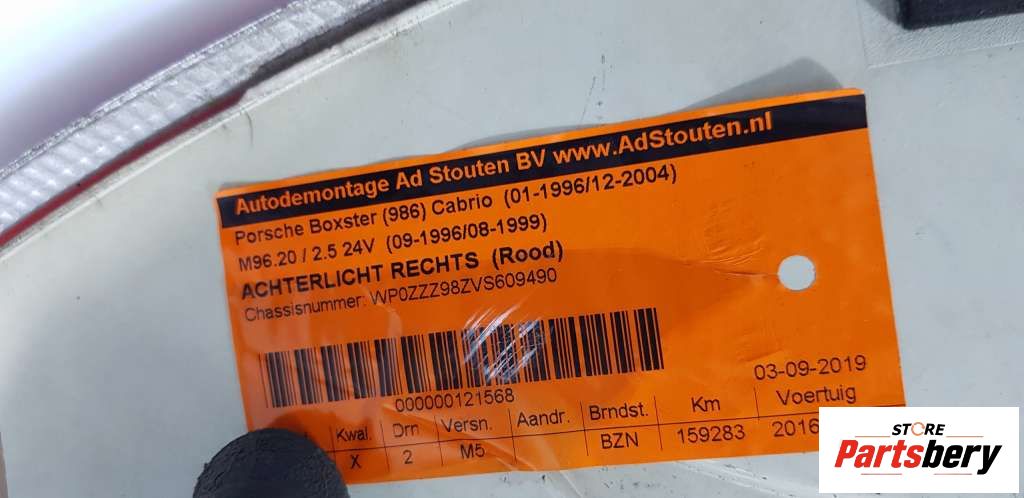 Autodemontage Ad Stouten BV www.AdStouten.nl
Porsche Boxster (986) Cabrio (01-1996/12-2004)
M96.20 / 2.5 24V (09-1996/08-1999)
ACHTERLICHT RECHTS (Rood)
Chassisnummer: WP0ZZZ98ZVS609490
000000121568
03-09-2019
Kwal. Drn Versn. Aandr. Brndst. Km Voertuig
X 2 M5 BZN 159283 2016
STORE
Partsbery